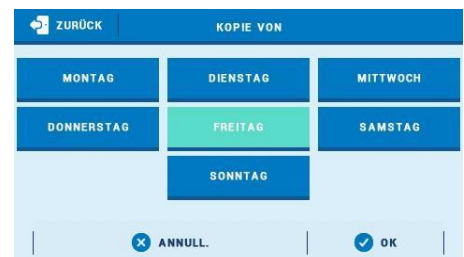 ZURÜCK KOPIE VON
MONTAG DIENSTAG MITTWOCH
DONNERSTAG FREITAG SAMSTAG
SONNTAG
ANNULL. OK